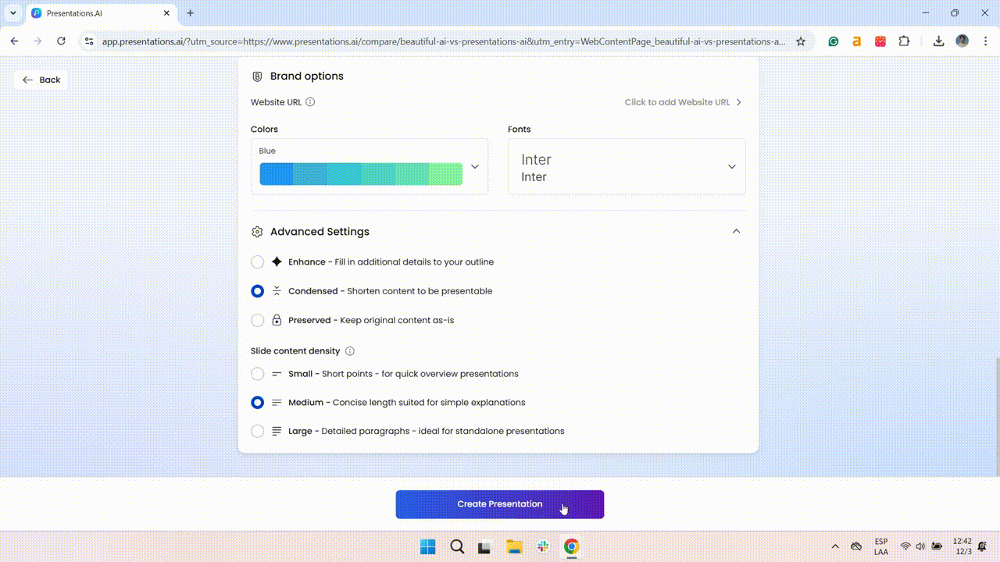 Presentations.AI
app.presentations.ai/?utm_source=https://www.presentations.ai/compare/beautiful-ai-vs-presentations-ai&utm_entry=WebContentPage_beautiful-ai-vs-presentations-a...
Back
Brand options
Website URL
Click to add Website URL
Colors
Fonts
Blue
Inter
Inter
Advanced Settings
Enhance - Fill in additional details to your outline
Condensed - Shorten content to be presentable
Preserved - Keep original content as-is
Slide content density
Small - Short points - for quick overview presentations
Medium - Concise length suited for simple explanations
Large - Detailed paragraphs - ideal for standalone presentations
Create Presentation
ESP
LAA
12:42
12/3